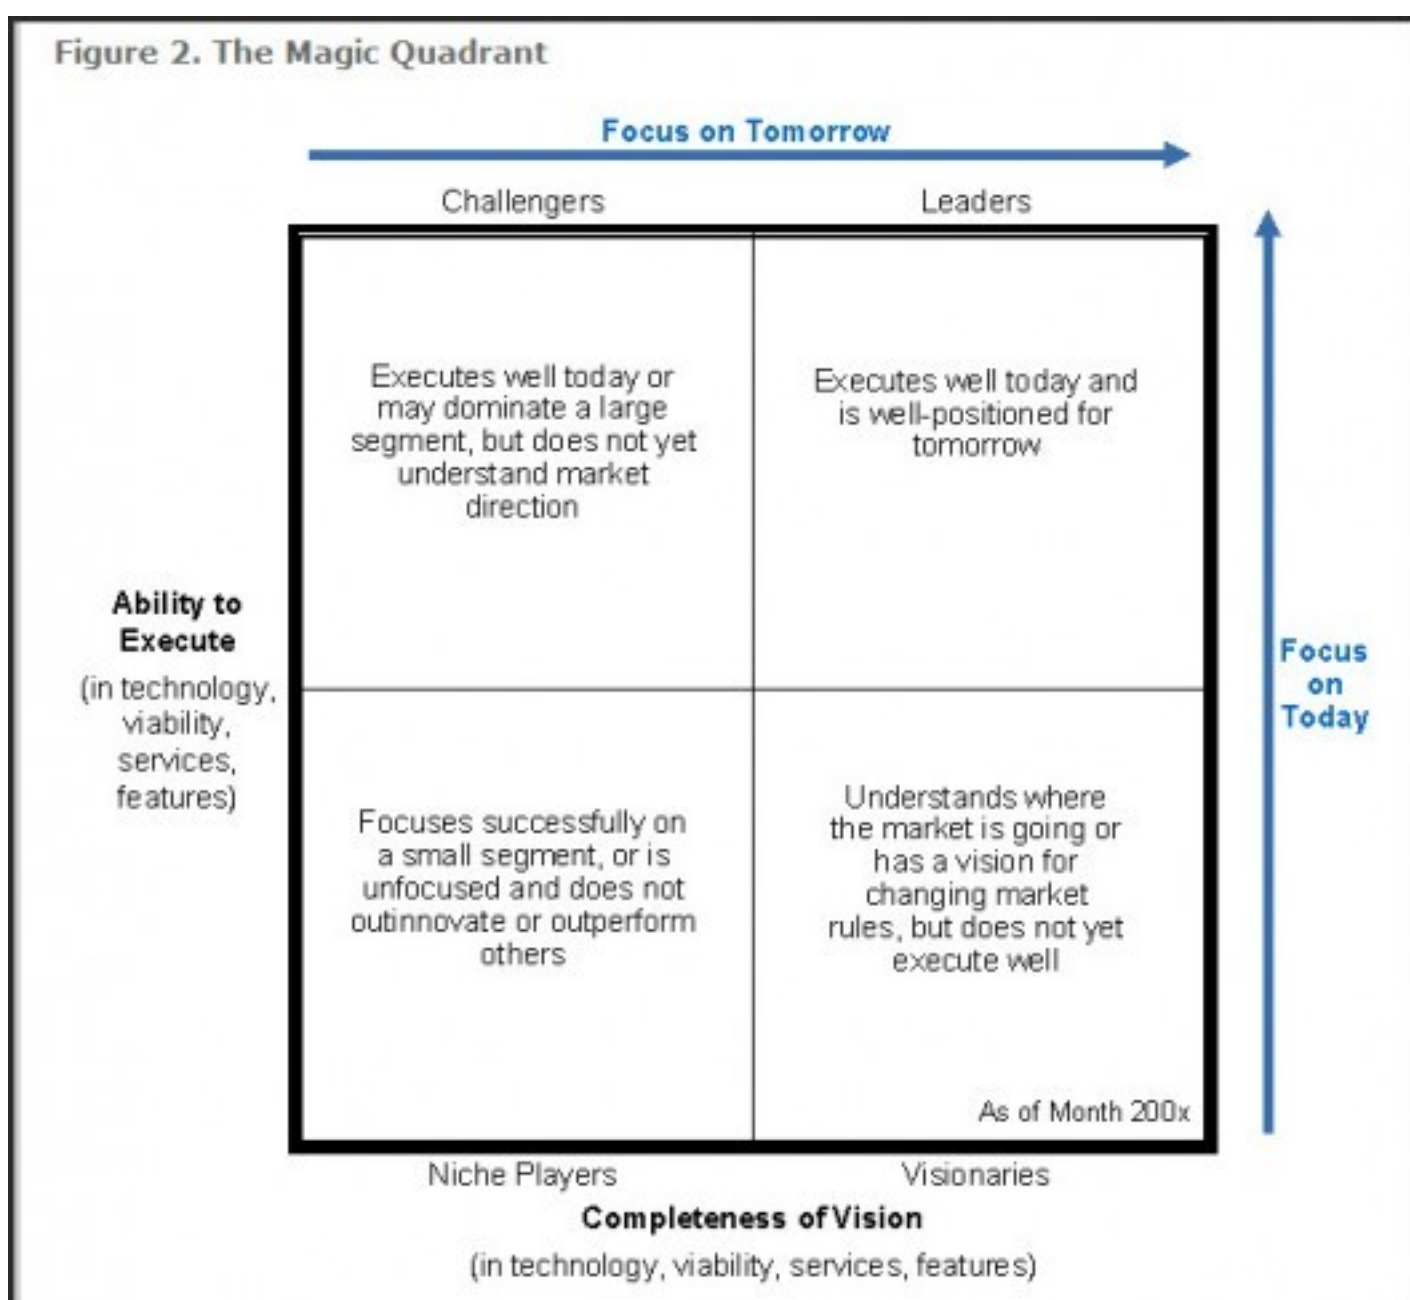 Figure 2. The Magic Quadrant
Focus on Tomorrow
Challengers
Leaders
Executes well today or
may dominate a large
segment, but does not yet
understand market
direction
Executes well today and
is well-positioned for
tomorrow
Ability to
Execute
(in technology,
viability,
services,
features)
Focus
on
Today
Focuses successfully on
a small segment, or is
unfocused and does not
outinnovate or outperform
others
Understands where
the market is going or
has a vision for
changing market
rules, but does not yet
execute well
As of Month 200x
Niche Players
Visionaries
Completeness of Vision
(in technology, viability, services, features)